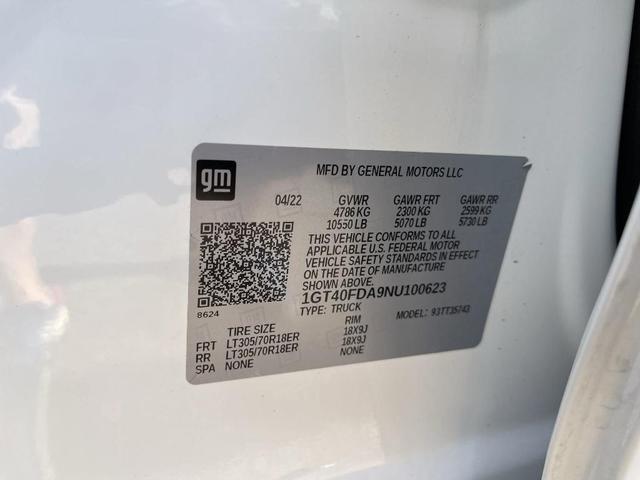 gm
MFD BY GENERAL MOTORS LLC
04/22 GVWR GAWR FRT GAWR RR
4786 KG 2300 KG 2599 KG
10550 LB 5070 LB 5730 LB
THIS VEHICLE CONFORMS TO ALL
APPLICABLE U.S. FEDERAL MOTOR
VEHICLE SAFETY STANDARDS IN EFFECT
ON THE DATE OF MANUFACTURE
SHOWN ABOVE.
1GT40FDA9NU100623
8624
TYPE: TRUCK MODEL: 93TT35743
TIRE SIZE RIM
FRT LT305/70R18ER 18X9J
RR LT305/70R18ER 18X9J
SPA NONE NONE